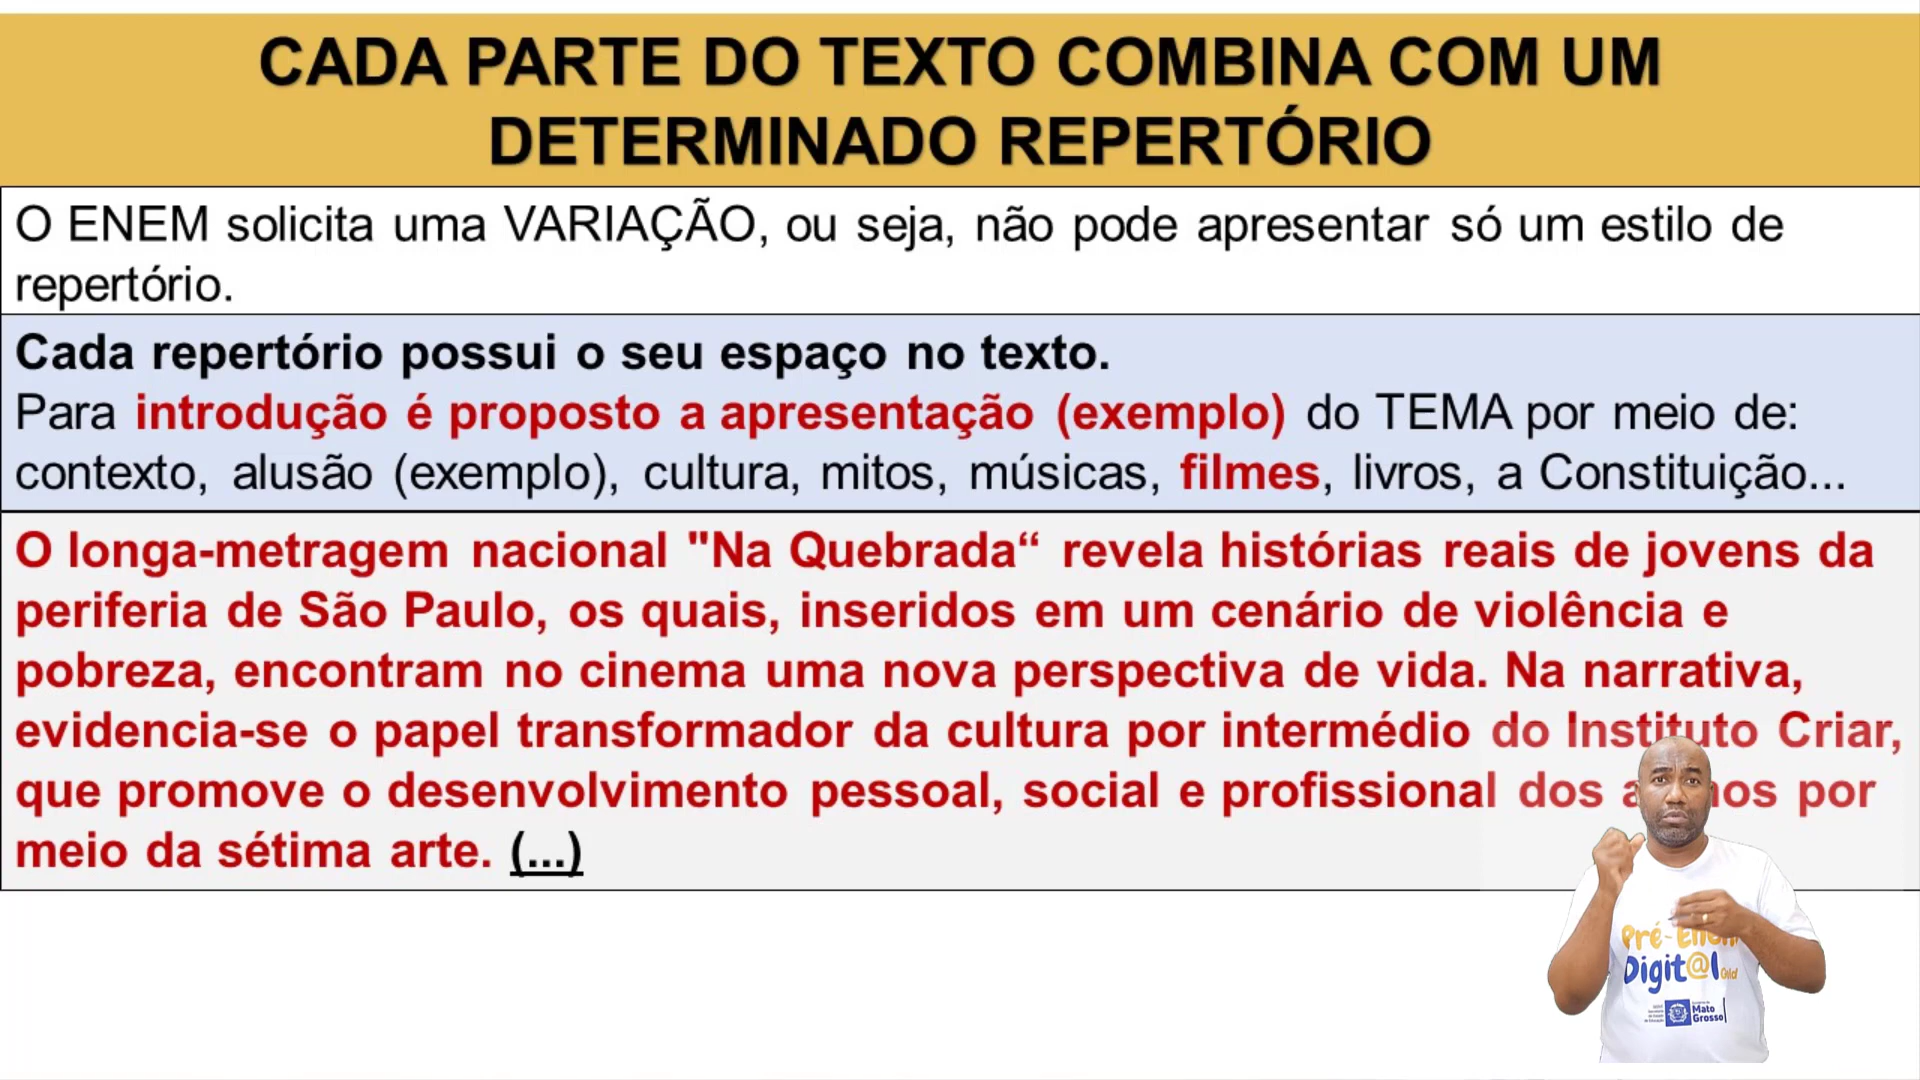 CADA PARTE DO TEXTO COMBINA COM UM
DETERMINADO REPERTÓRIO
O ENEM solicita uma VARIAÇÃO, ou seja, não pode apresentar só um estilo de
repertório.
Cada repertório possui o seu espaço no texto.
Para introdução é proposto a apresentação (exemplo) do TEMA por meio de:
contexto, alusão (exemplo), cultura, mitos, músicas, filmes, livros, a Constituição...
O longa-metragem nacional "Na Quebrada“ revela histórias reais de jovens da
periferia de São Paulo, os quais, inseridos em um cenário de violência e
pobreza, encontram no cinema uma nova perspectiva de vida. Na narrativa,
evidencia-se o papel transformador da cultura por intermédio do Instituto Criar,
que promove o desenvolvimento pessoal, social e profissional dos por
meio da sétima arte. (...)
Pré-Enem
Digit@l
Mato
Grosso